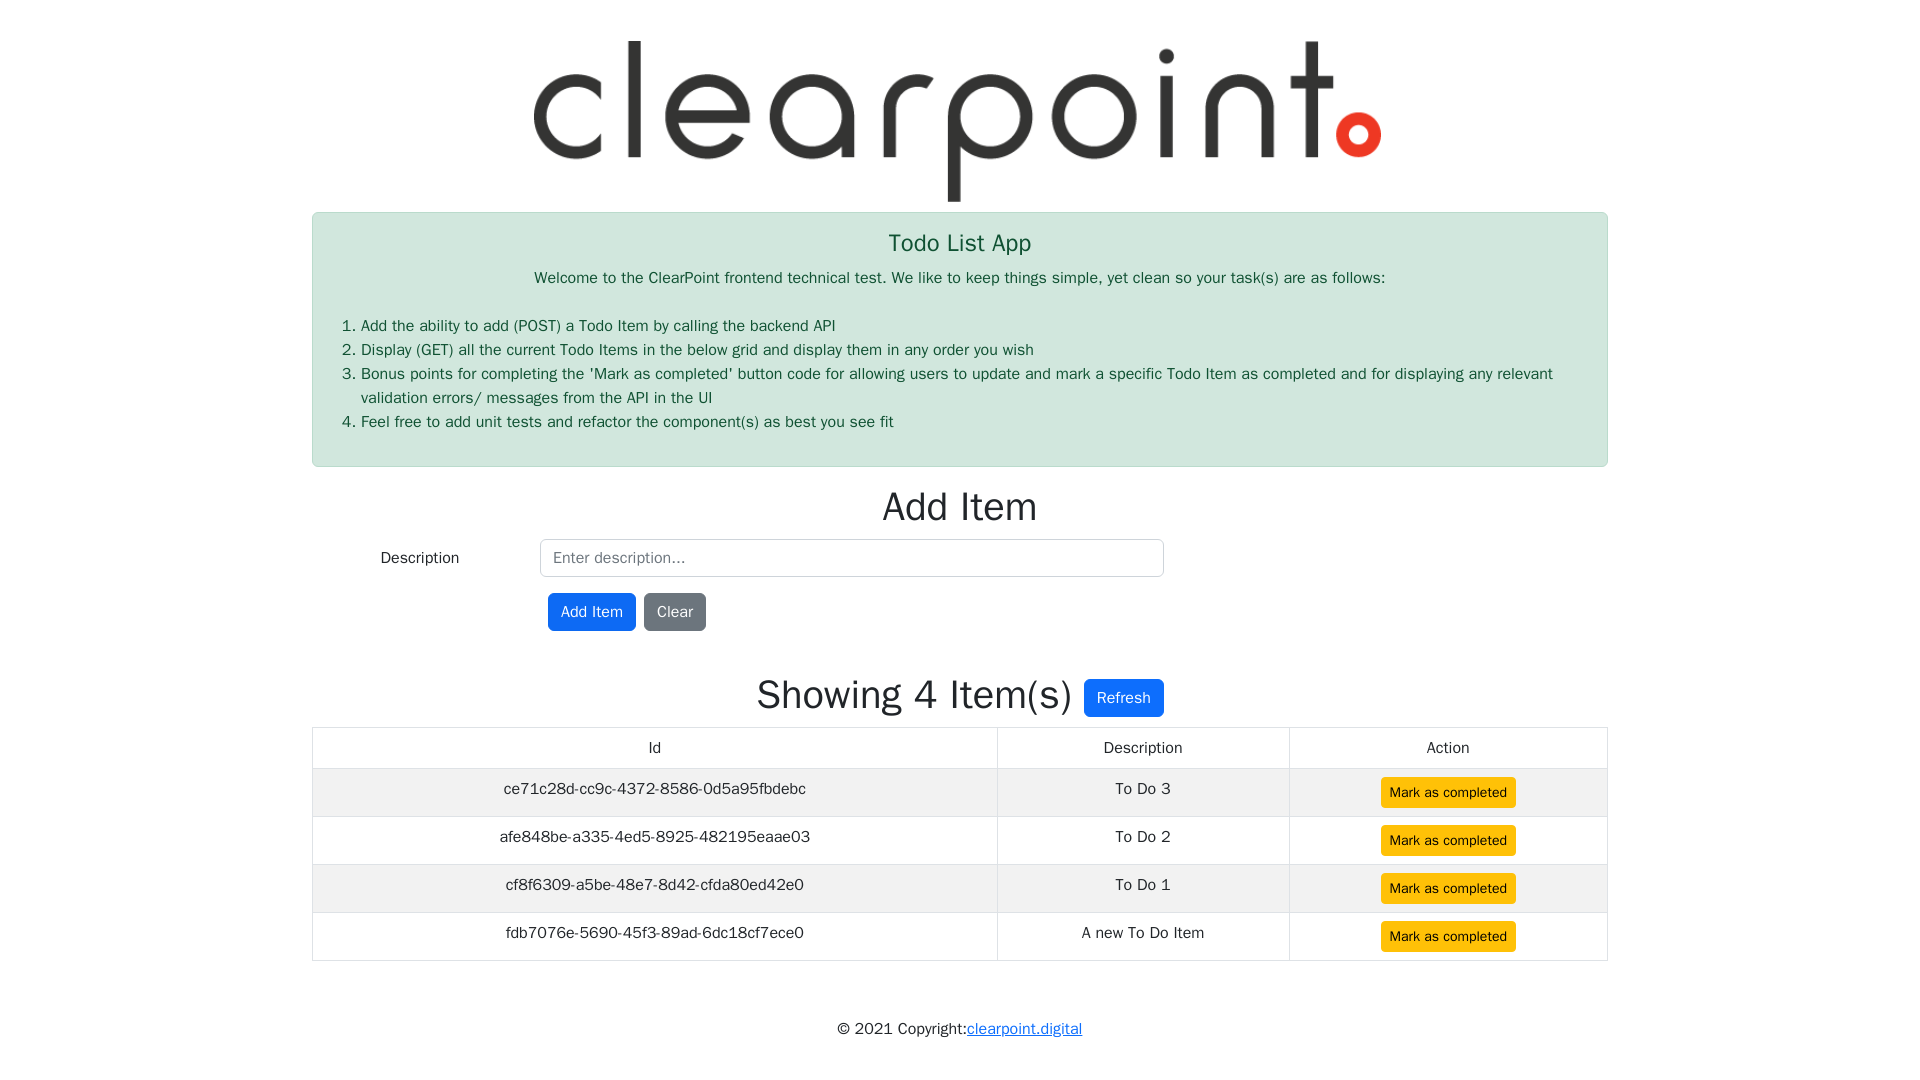 clearpoint
Todo List App
Welcome to the ClearPoint frontend technical test. We like to keep things simple, yet clean so your task(s) are as follows:
1. Add the ability to add (POST) a Todo Item by calling the backend API
2. Display (GET) all the current Todo Items in the below grid and display them in any order you wish
3. Bonus points for completing the 'Mark as completed' button code for allowing users to update and mark a specific Todo Item as completed and for displaying any relevant
validation errors/ messages from the API in the UI
4. Feel free to add unit tests and refactor the component(s) as best you see fit
Add Item
Description Enter description...
Add Item Clear
Showing 4 Item(s) Refresh
Id Description Action
ce71c28d-cc9c-4372-8586-0d5a95fbdebc To Do 3 Mark as completed
afe848be-a335-4ed5-8925-482195eaae03 To Do 2 Mark as completed
cf8f6309-a5be-48e7-8d42-cfda80ed42e0 To Do 1 Mark as completed
fdb7076e-5690-45f3-89ad-6dc18cf7ece0 A new To Do Item Mark as completed
© 2021 Copyright:clearpoint.digital